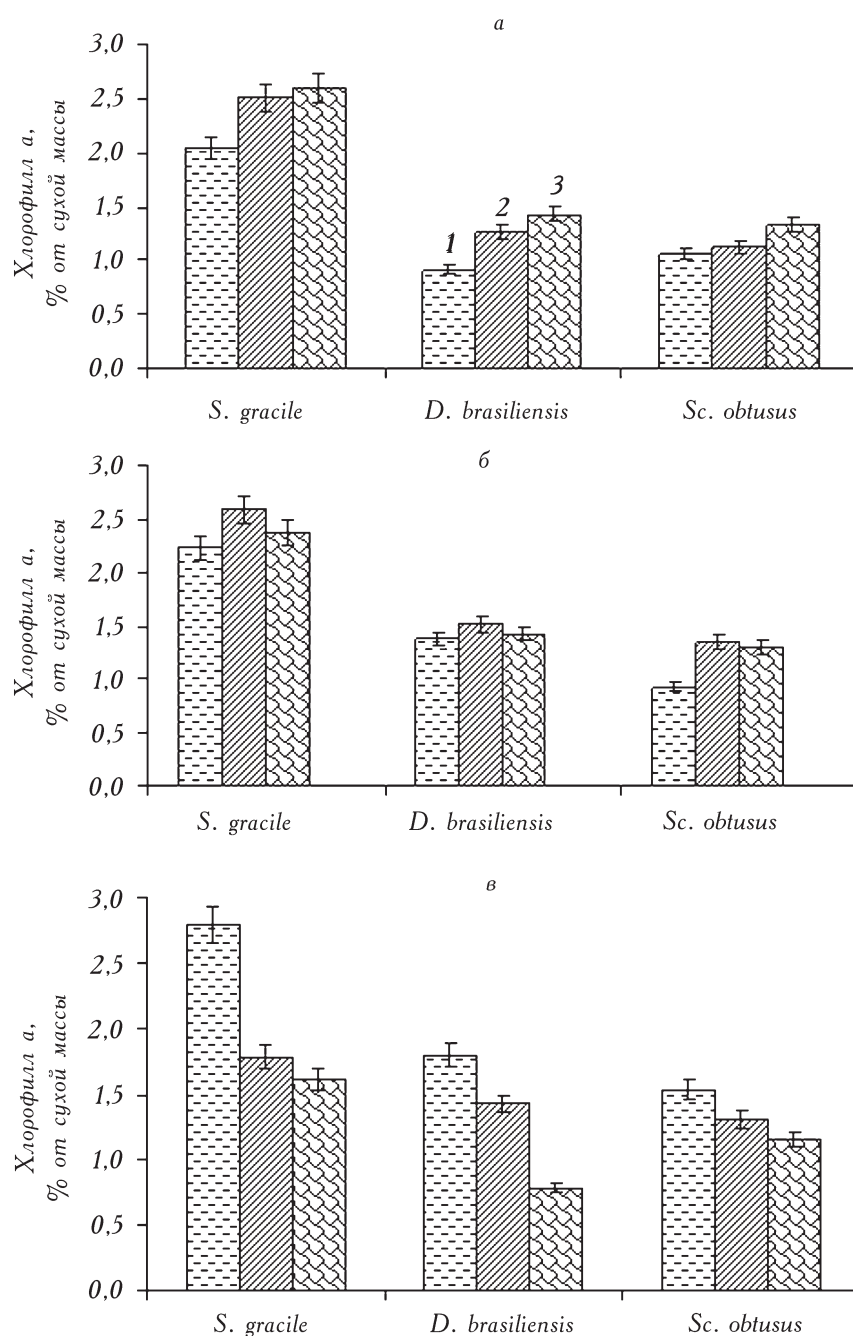 а
3,0
2,5
2,0
1,5
1,0
0,5
0,0
Хлорофилл а,
% от сухой массы
1 2 3
S. gracile D. brasiliensis Sc. obtusus
б
3,0
2,5
2,0
1,5
1,0
0,5
0,0
Хлорофилл а,
% от сухой массы
S. gracile D. brasiliensis Sc. obtusus
в
3,0
2,5
2,0
1,5
1,0
0,5
0,0
Хлорофилл а,
% от сухой массы
S. gracile D. brasiliensis Sc. obtusus